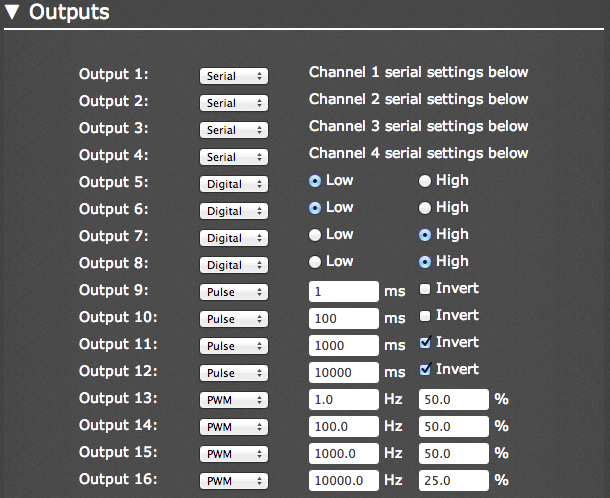 ▼ Outputs
Output 1: Serial Channel 1 serial settings below
Output 2: Serial Channel 2 serial settings below
Output 3: Serial Channel 3 serial settings below
Output 4: Serial Channel 4 serial settings below
Output 5: Digital Low High
Output 6: Digital Low High
Output 7: Digital Low High
Output 8: Digital Low High
Output 9: Pulse 1 ms Invert
Output 10: Pulse 100 ms Invert
Output 11: Pulse 1000 ms Invert
Output 12: Pulse 10000 ms Invert
Output 13: PWM 1.0 Hz 50.0 %
Output 14: PWM 100.0 Hz 50.0 %
Output 15: PWM 1000.0 Hz 50.0 %
Output 16: PWM 10000.0 Hz 25.0 %